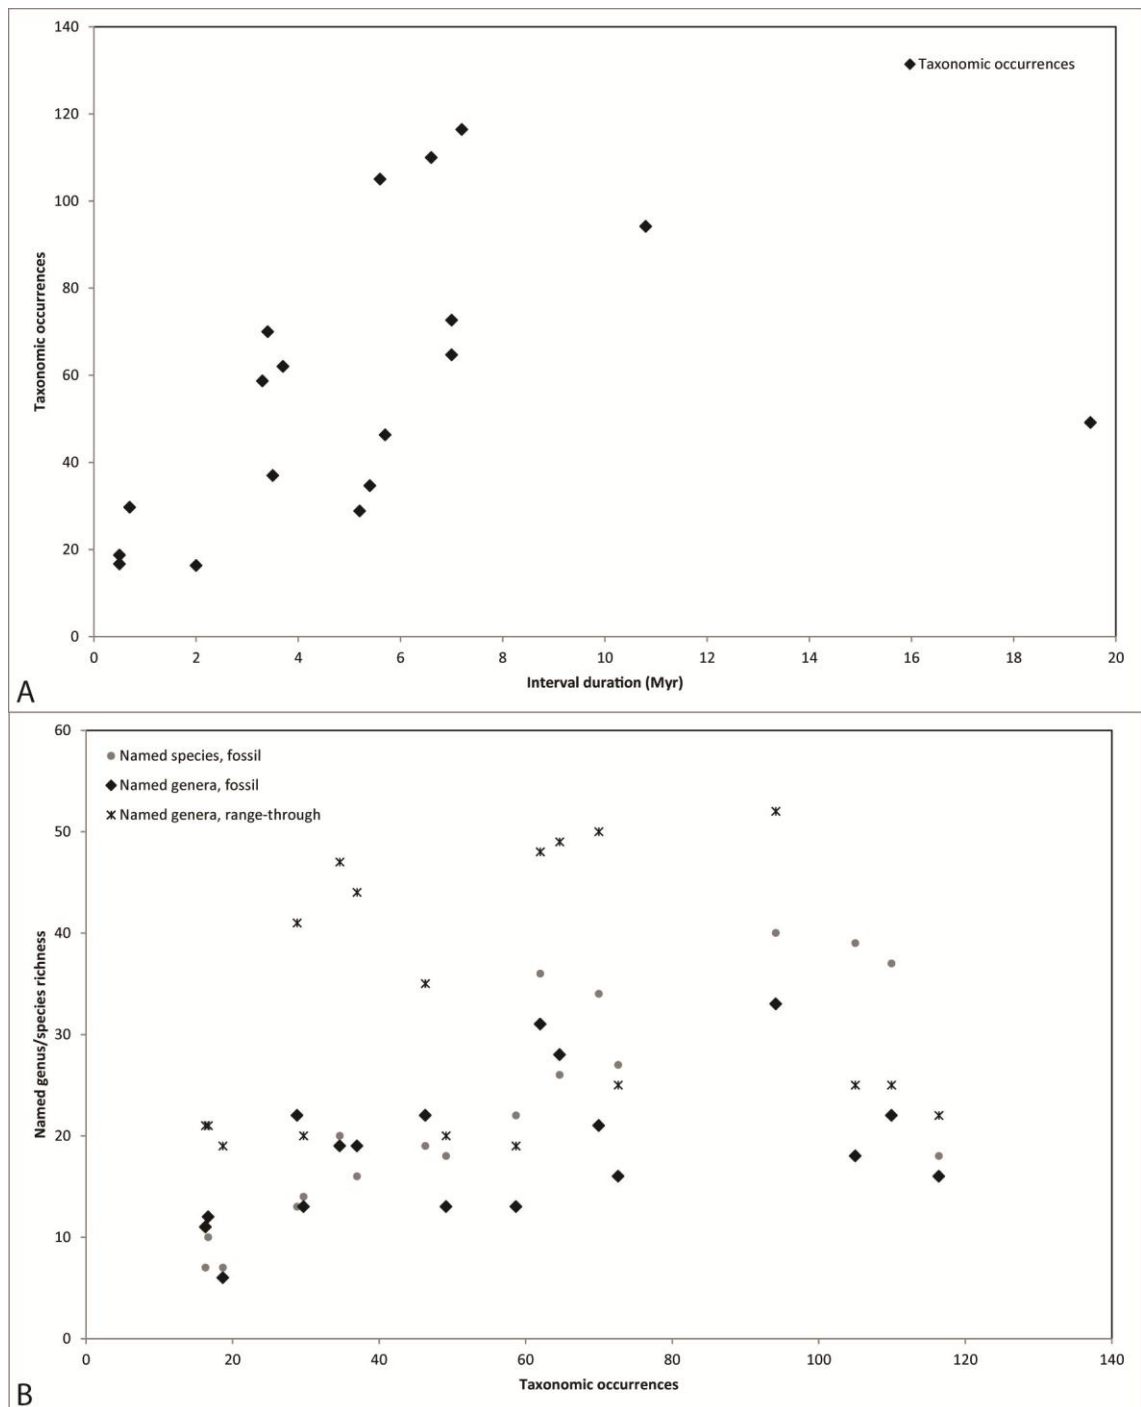 140
120
100
80
60
40
20
0
Taxonomic occurrences
Taxonomic occurrences
0 2 4 6 8 10 12 14 16 18 20
Interval duration (Myr)
A
60
50
40
30
20
10
0
Named genus/species richness
Named species, fossil
Named genera, fossil
Named genera, range-through
0 20 40 60 80 100 120 140
Taxonomic occurrences
B